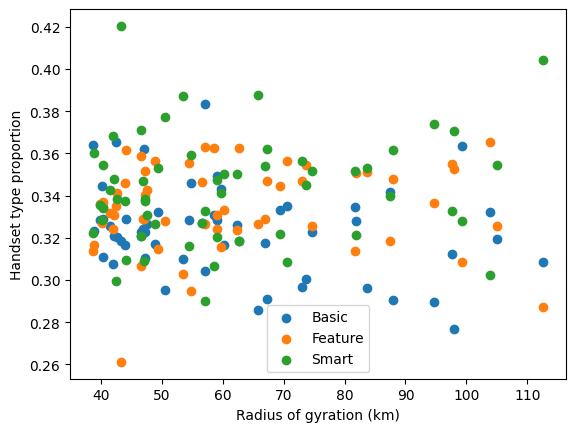 0.42
0.40
0.38
0.36
0.34
0.32
0.30
0.28
0.26
Handset type proportion
Basic
Feature
Smart
40 50 60 70 80 90 100 110
Radius of gyration (km)